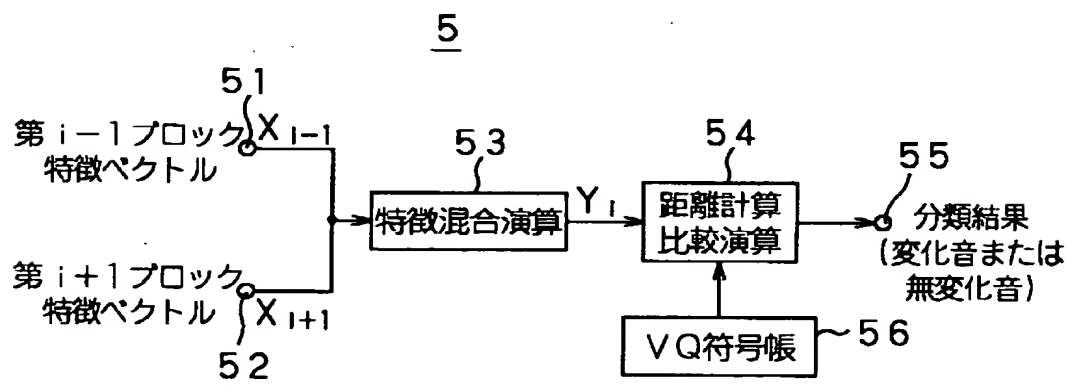 5
51
第i−1ブロック X i−1
特徴ベクトル
53
特徴混合演算
Y i
54
距離計算
比較演算
55
分類結果
(変化音または
無変化音)
第i+1ブロック
特徴ベクトル X i+1
52
VQ符号帳
56